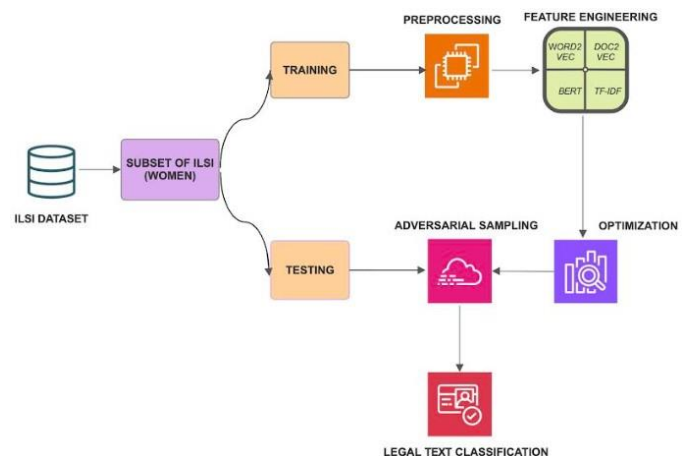 PREPROCESSING
FEATURE ENGINEERING
TRAINING
WORD2
VEC
DOC2
VEC
BERT
TF-IDF
SUBSET OF ILSI
(WOMEN)
ILSI DATASET
ADVERSARIAL SAMPLING
OPTIMIZATION
TESTING
LEGAL TEXT CLASSIFICATION